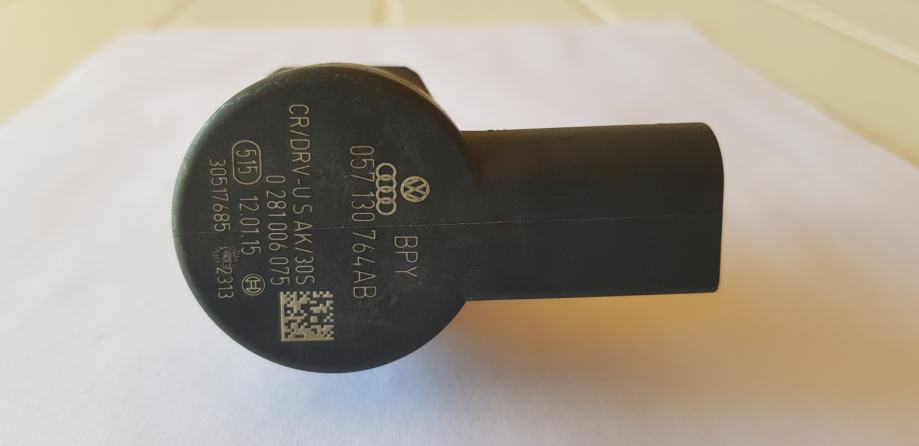 BPY
057 130 764AB
CR/DRV-U S AK/30S
0 281 006 075
515 12.01.15
30517685 2313